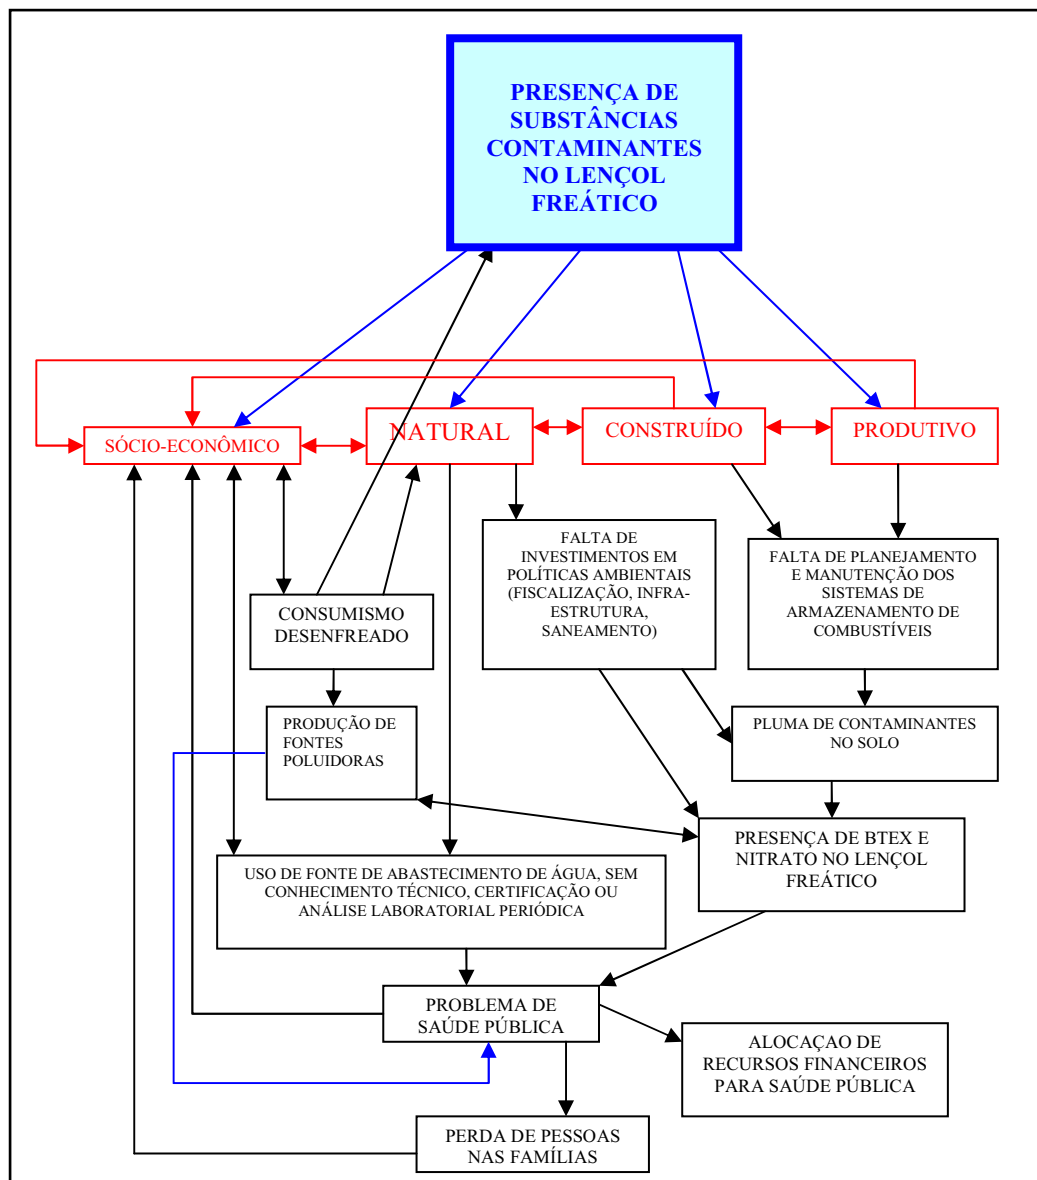 PRESENÇA DE
SUBSTÂNCIAS
CONTAMINANTES
NO LENÇOL
FREÁTICO
SÓCIO-ECONÔMICO
NATURAL
CONSTRUÍDO
PRODUTIVO
FALTA DE
INVESTIMENTOS EM
POLÍTICAS AMBIENTAIS
(FISCALIZAÇÃO, INFRA-
ESTRUTURA,
SANEAMENTO)
FALTA DE PLANEJAMENTO
E MANUTENÇÃO DOS
SISTEMAS DE
ARMAZENAMENTO DE
COMBUSTÍVEIS
CONSUMISMO
DESENFREADO
PRODUÇÃO DE
FONTES
POLUIDORAS
PLUMA DE CONTAMINANTES
NO SOLO
PRESENÇA DE BTEX E
NITRATO NO LENÇOL
FREÁTICO
USO DE FONTE DE ABASTECIMENTO DE ÁGUA, SEM
CONHECIMENTO TÉCNICO, CERTIFICAÇÃO OU
ANÁLISE LABORATORIAL PERIÓDICA
PROBLEMA DE
SAÚDE PÚBLICA
ALOCAÇAO DE
RECURSOS FINANCEIROS
PARA SAÚDE PÚBLICA
PERDA DE PESSOAS
NAS FAMÍLIAS